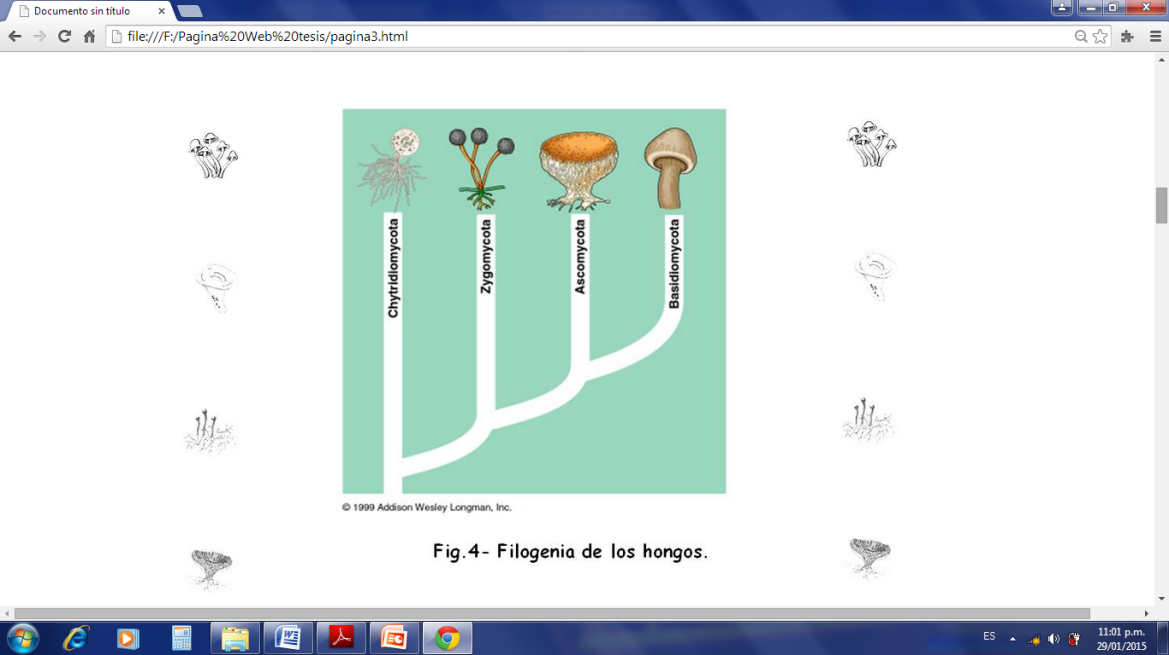 Documento sin título
file:///F:/Pagina%20Web%20tesis/pagina3.html
Chytridiomycota
Zygomycota
Ascomycota
Basidiomycota
© 1999 Addison Wesley Longman, Inc.
Fig.4- Filogenia de los hongos.
ES
11:01 p.m.
29/01/2015